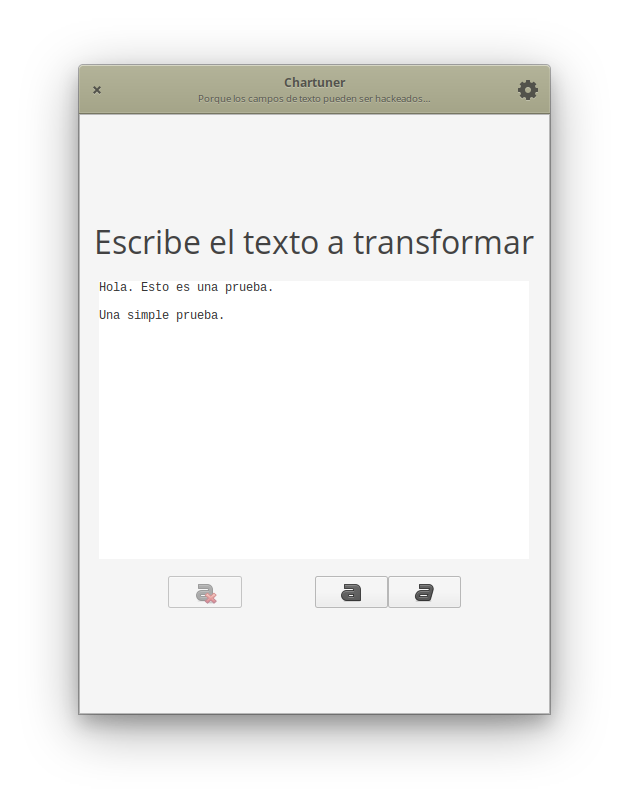 Chartuner
Porque los campos de texto pueden ser hackeados...
Escribe el texto a transformar
Hola. Esto es una prueba.
Una simple prueba.
a a a